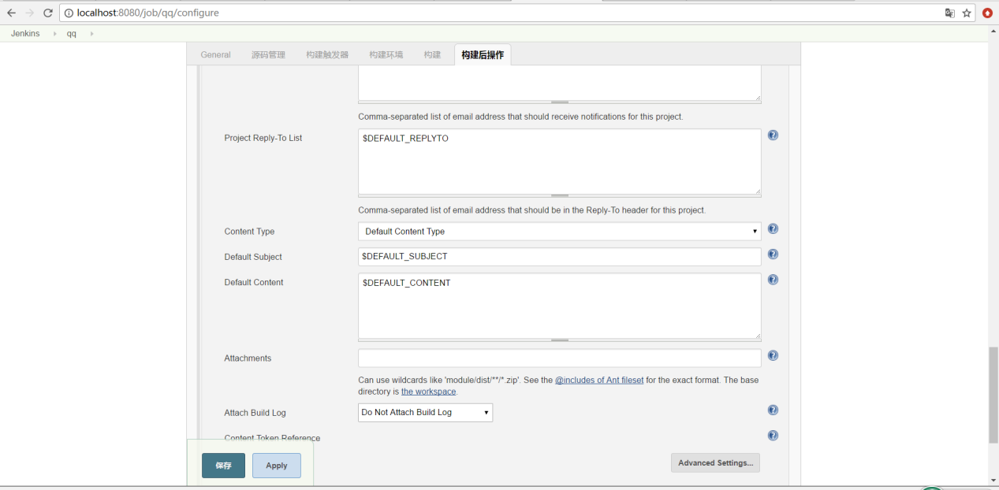 localhost:8080/job/qq/configure
Jenkins qq
General 源码管理 构建触发器 构建环境 构建 构建后操作
Comma-separated list of email address that should receive notifications for this project.
Project Reply-To List $DEFAULT_REPLYTO
Comma-separated list of email address that should be in the Reply-To header for this project.
Content Type Default Content Type
Default Subject $DEFAULT_SUBJECT
Default Content $DEFAULT_CONTENT
Attachments
Can use wildcards like 'module/dist/**/*.zip'. See the @includes of Ant fileset for the exact format. The base
directory is the workspace.
Attach Build Log Do Not Attach Build Log
Content Token Reference
保存 Apply Advanced Settings...